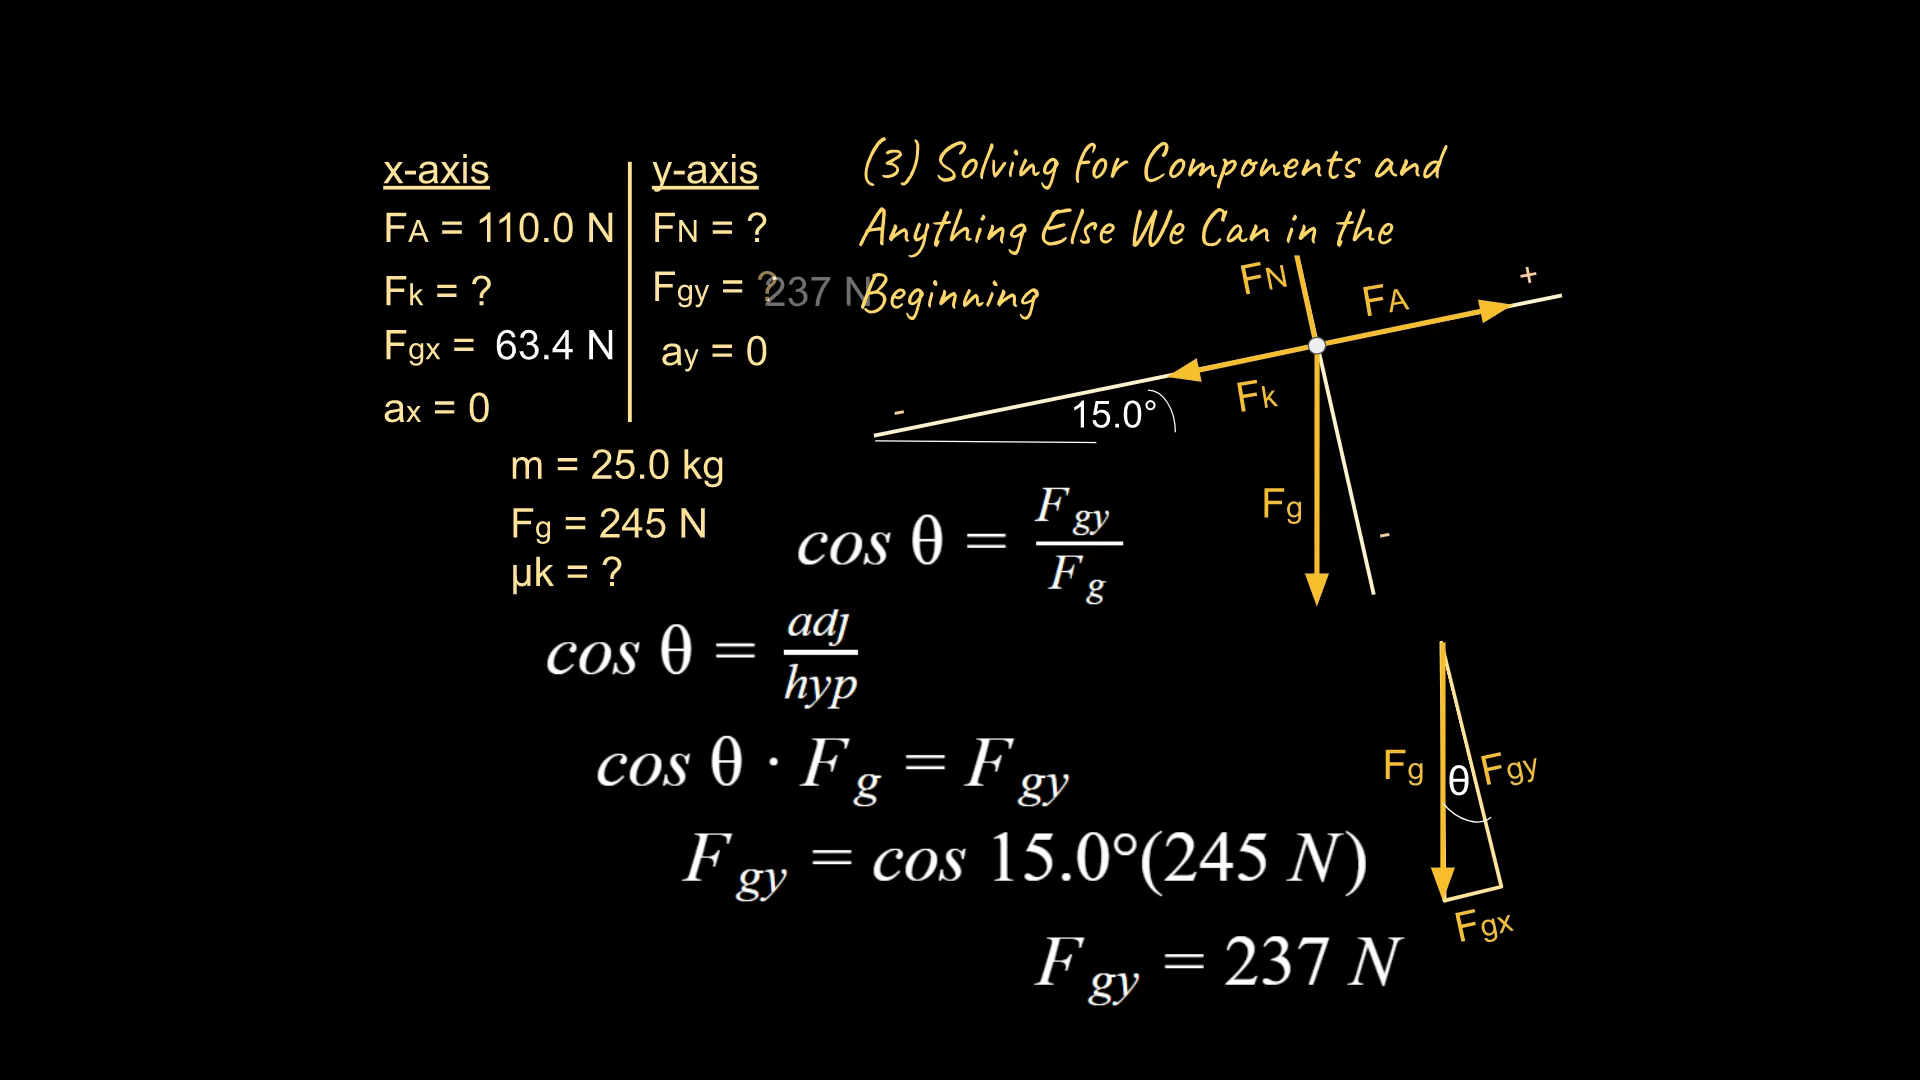 x-axis
FA = 110.0 N
Fk = ?
Fgx = 63.4 N
ax = 0
y-axis
FN = ?
Fgy = ? 237 N
ay = 0
m = 25.0 kg
Fg = 245 N
μk = ?
(3) Solving for Components and
Anything Else We Can in the
Beginning
FN
FA
+
Fk
-
15.0°
Fg
-
cos θ = Fgy / Fg
cos θ = adj / hyp
cos θ · Fg = Fgy
Fgy = cos 15.0°(245 N)
Fgy = 237 N
Fg
θ
Fgy
Fgx